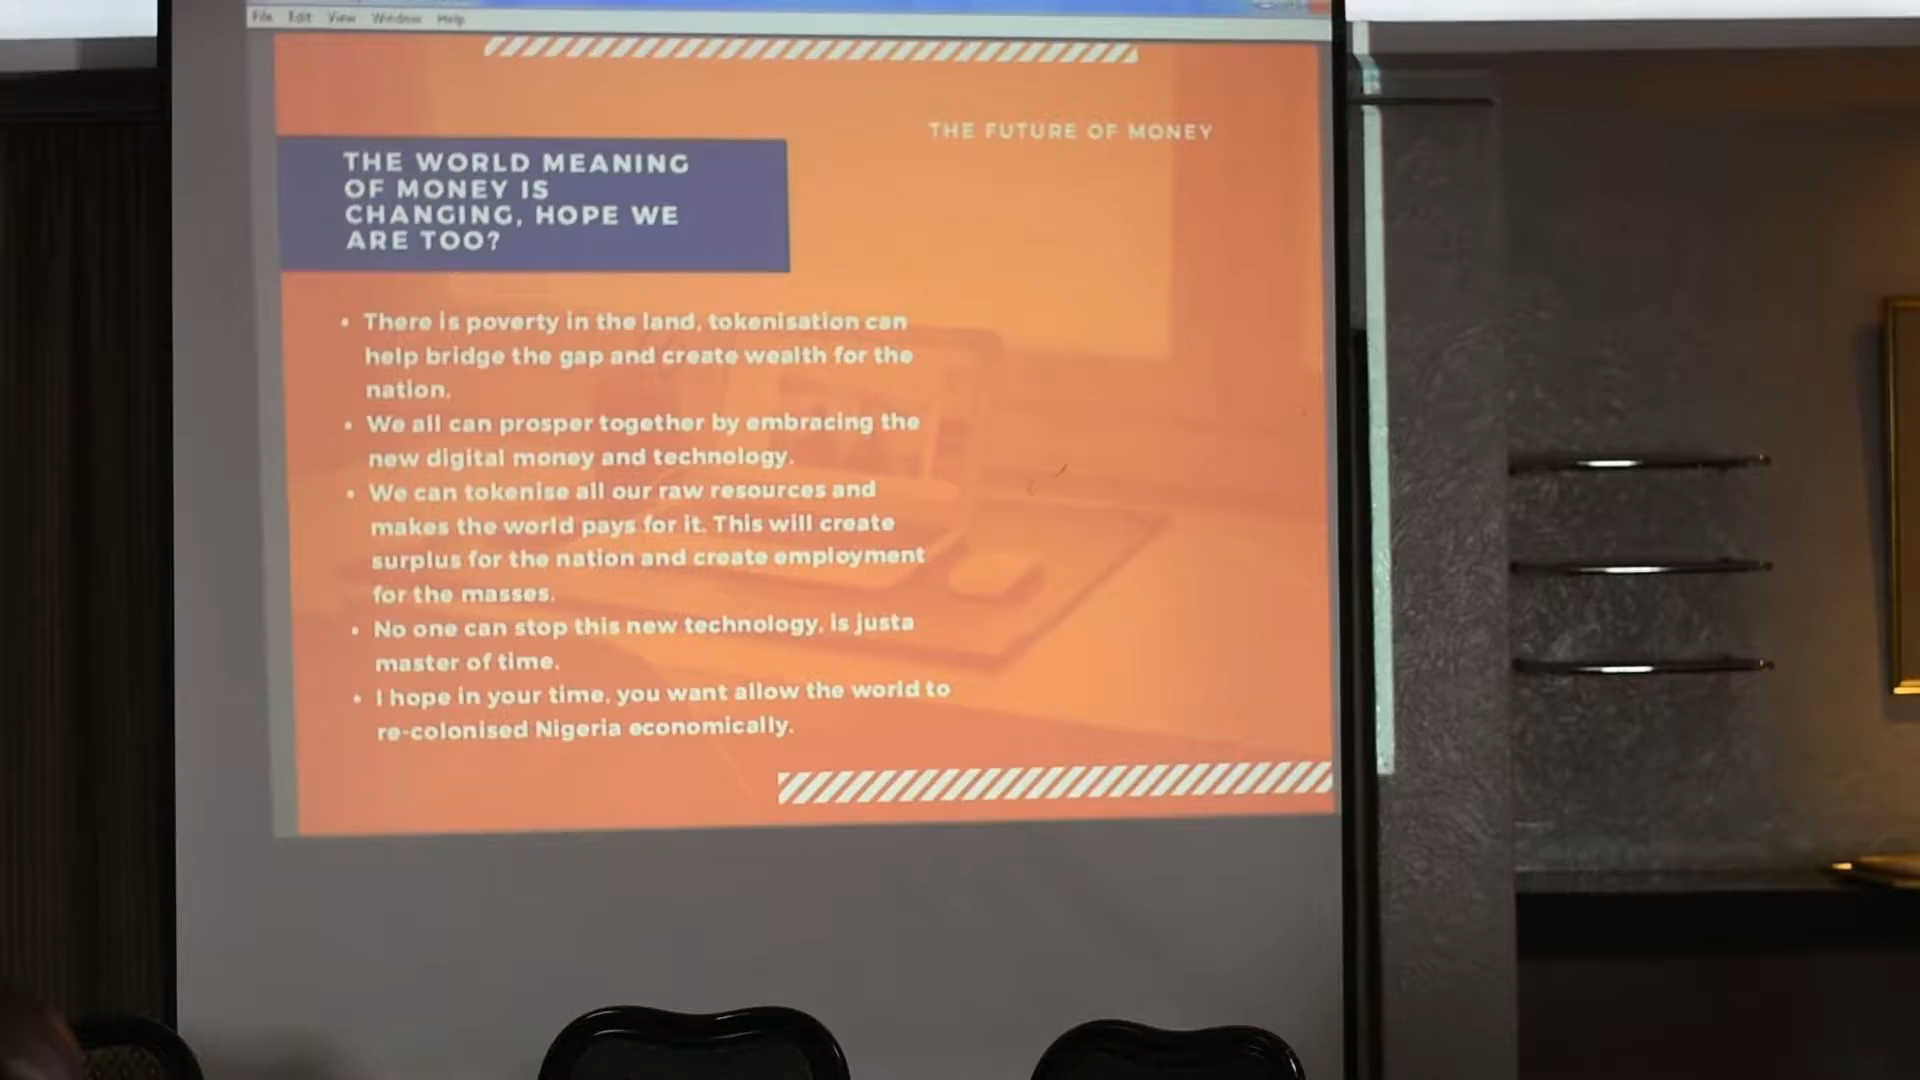 File Edit View Window Help
THE FUTURE OF MONEY
THE WORLD MEANING
OF MONEY IS
CHANGING, HOPE WE
ARE TOO?
• There is poverty in the land, tokenisation can
help bridge the gap and create wealth for the
nation.
• We all can prosper together by embracing the
new digital money and technology.
• We can tokenise all our raw resources and
makes the world pays for it. This will create
surplus for the nation and create employment
for the masses.
• No one can stop this new technology, is justa
master of time.
• I hope in your time, you want allow the world to
re-colonised Nigeria economically.